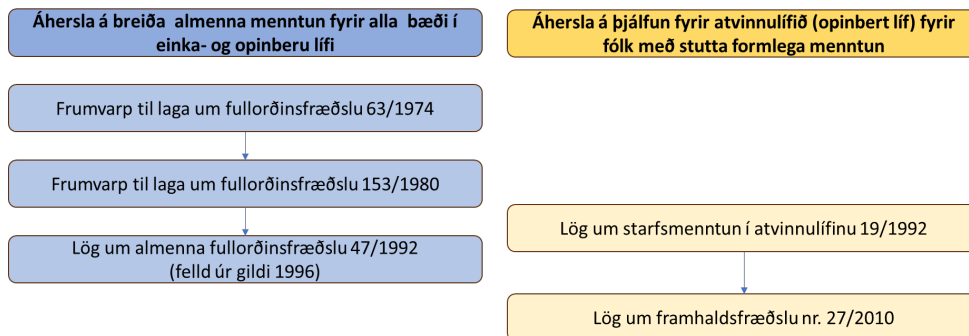 Áhersla á breiða almenna menntun fyrir alla bæði í
einka- og opinberu lífi
Frumvarp til laga um fullorðinsfræðslu 63/1974
Frumvarp til laga um fullorðinsfræðslu 153/1980
Lög um almenna fullorðinsfræðslu 47/1992
(felld úr gildi 1996)
Áhersla á þjálfun fyrir atvinnulífið (opinbert líf) fyrir
fólk með stutta formlega menntun
Lög um starfsmenntun í atvinnulífinu 19/1992
Lög um framhaldsfræðslu nr. 27/2010